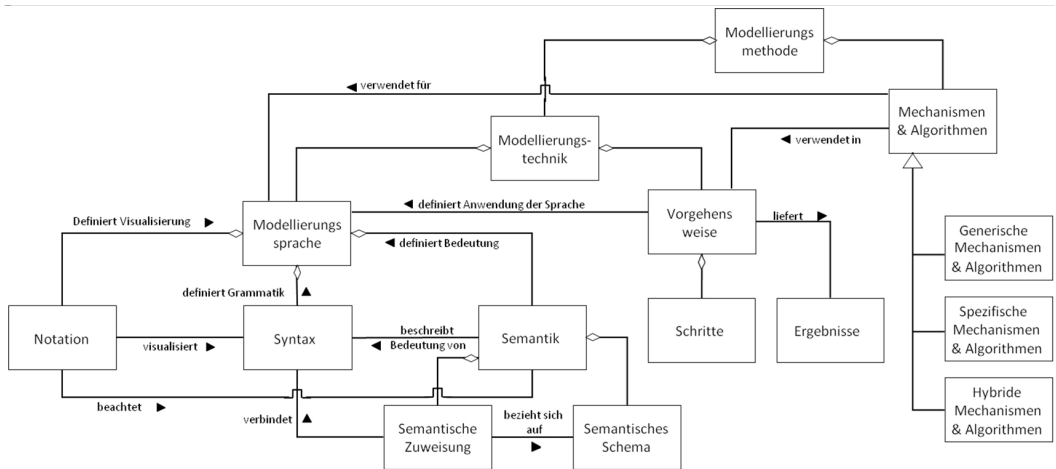 Modellierungs
methode
verwendet für
Mechanismen
& Algorithmen
Modellierungs-
technik
verwendet in
Definiert Visualisierung
Modellierungs
sprache
definiert Anwendung der Sprache
Vorgehens
weise
liefert
definiert Bedeutung
Generische
Mechanismen
& Algorithmen
definiert Grammatik
Notation
visualisiert
Syntax
beschreibt
Bedeutung von
Semantik
Schritte
Ergebnisse
Spezifische
Mechanismen
& Algorithmen
beachtet
verbindet
Semantische
Zuweisung
bezieht sich
auf
Semantisches
Schema
Hybride
Mechanismen
& Algorithmen